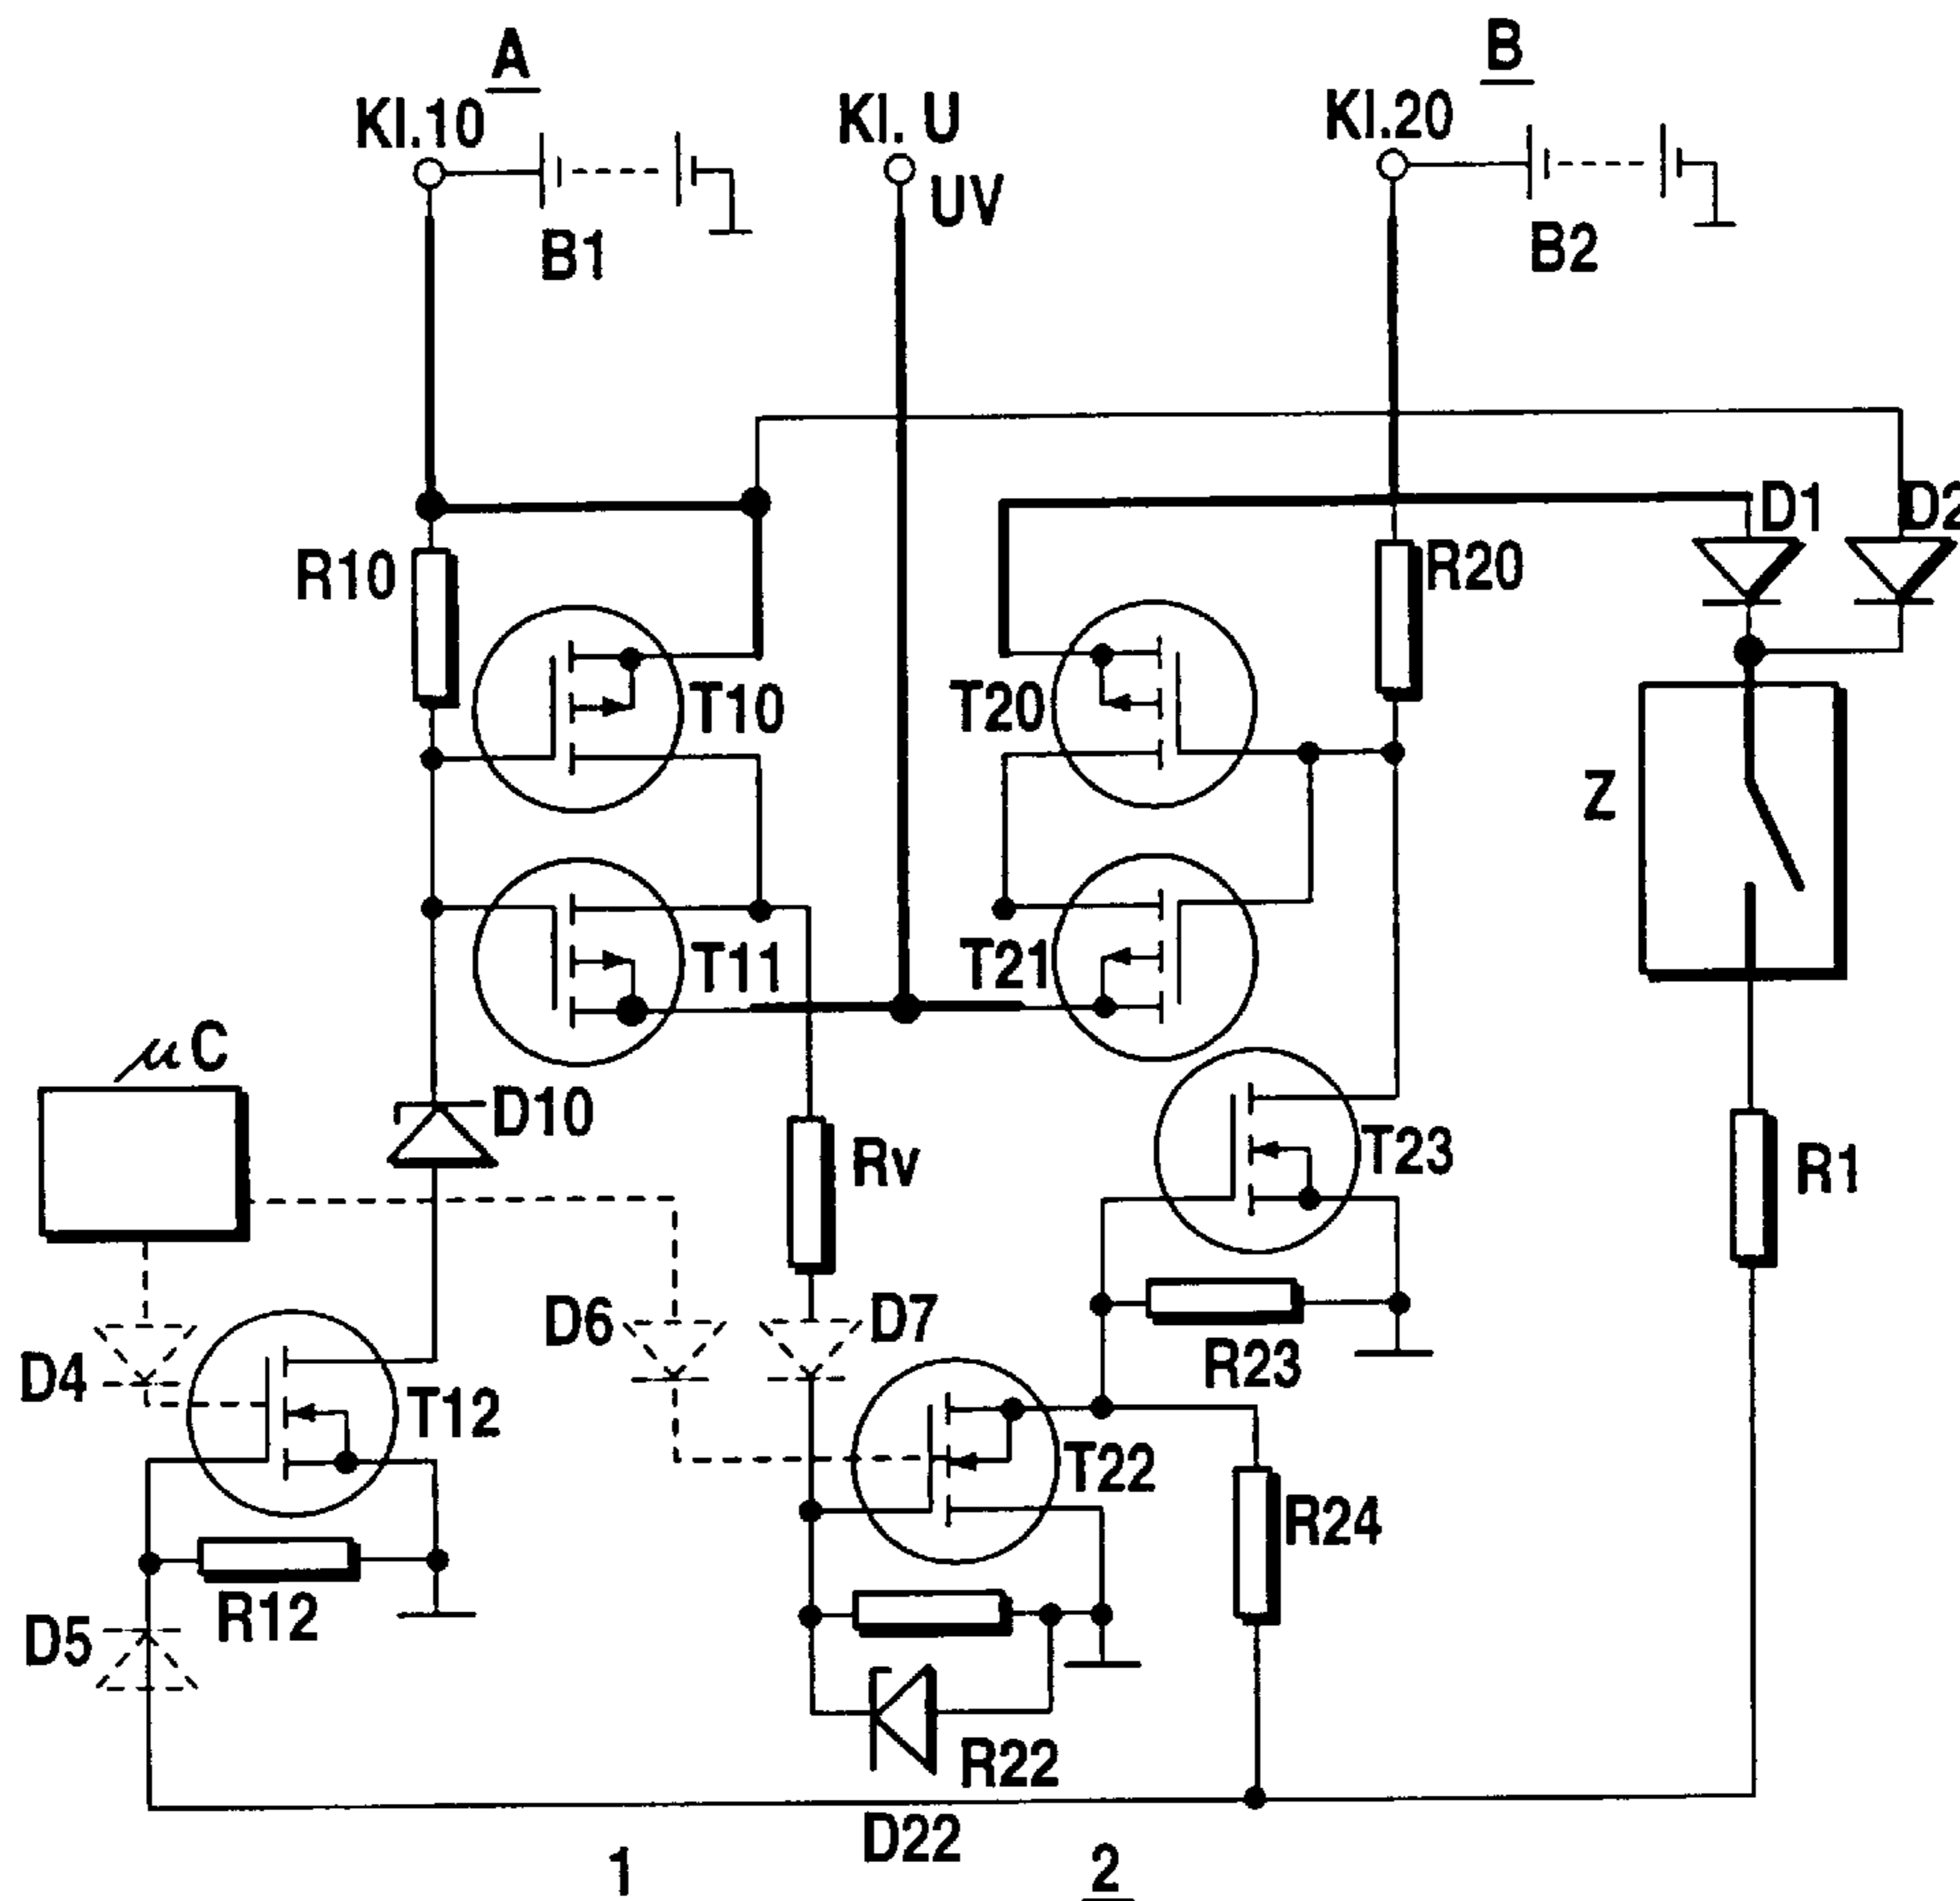 A
B
Kl.10
Kl. U
Kl.20
UV
B1
B2
D1
D2
R10
R20
T10
T20
Z
T11
T21
μC
D10
Rv
T23
R1
D6
D7
D4
R23
T12
T22
R24
R12
D5
R22
D22
1
2